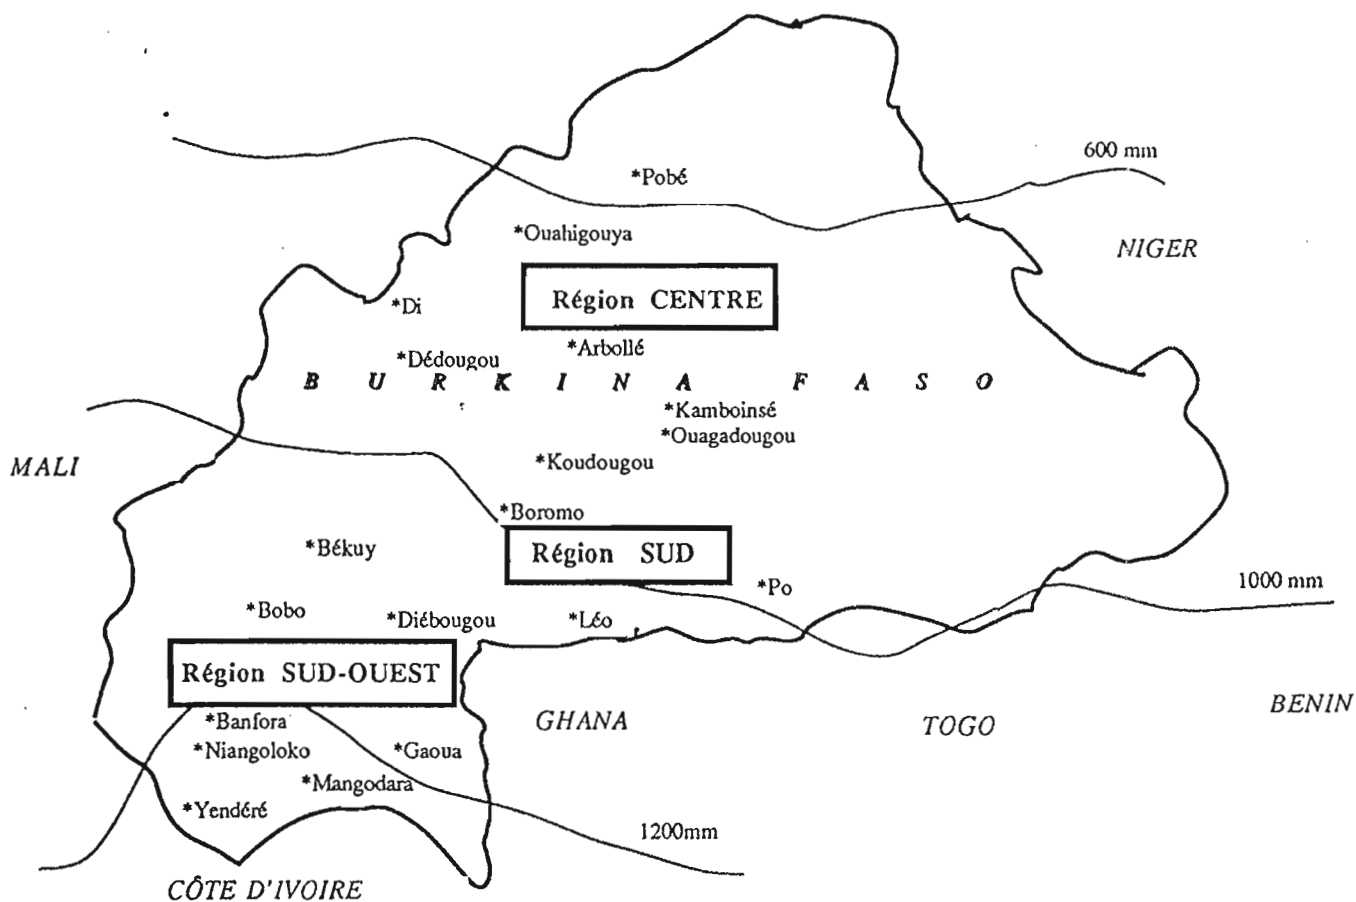 600 mm
*Pobé
*Ouahigouya
NIGER
Région CENTRE
*Di
*Arbollé
*Dédougou
BURKINA FASO
*Kamboinsé
*Ouagadougou
*Koudougou
MALI
*Boromo
*Békuy
Région SUD
1000 mm
*Po
*Bobo
*Diébougou
*Léo
Région SUD-OUEST
BENIN
*Banfora
GHANA
TOGO
*Niangoloko
*Gaoua
*Mangodara
*Yendéré
1200mm
CÔTE D'IVOIRE